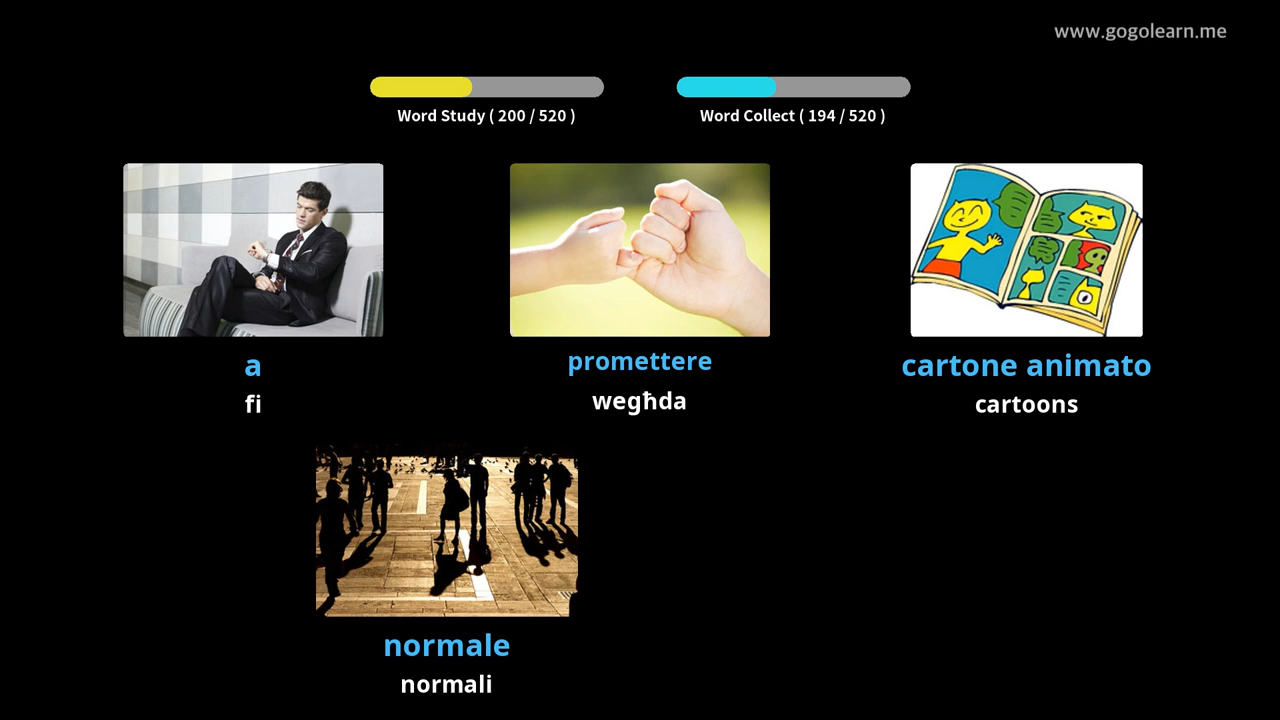 www.gogolearn.me
Word Study ( 200 / 520 )
Word Collect ( 194 / 520 )
a
fi
promettere
wegħda
cartone animato
cartoons
normale
normali